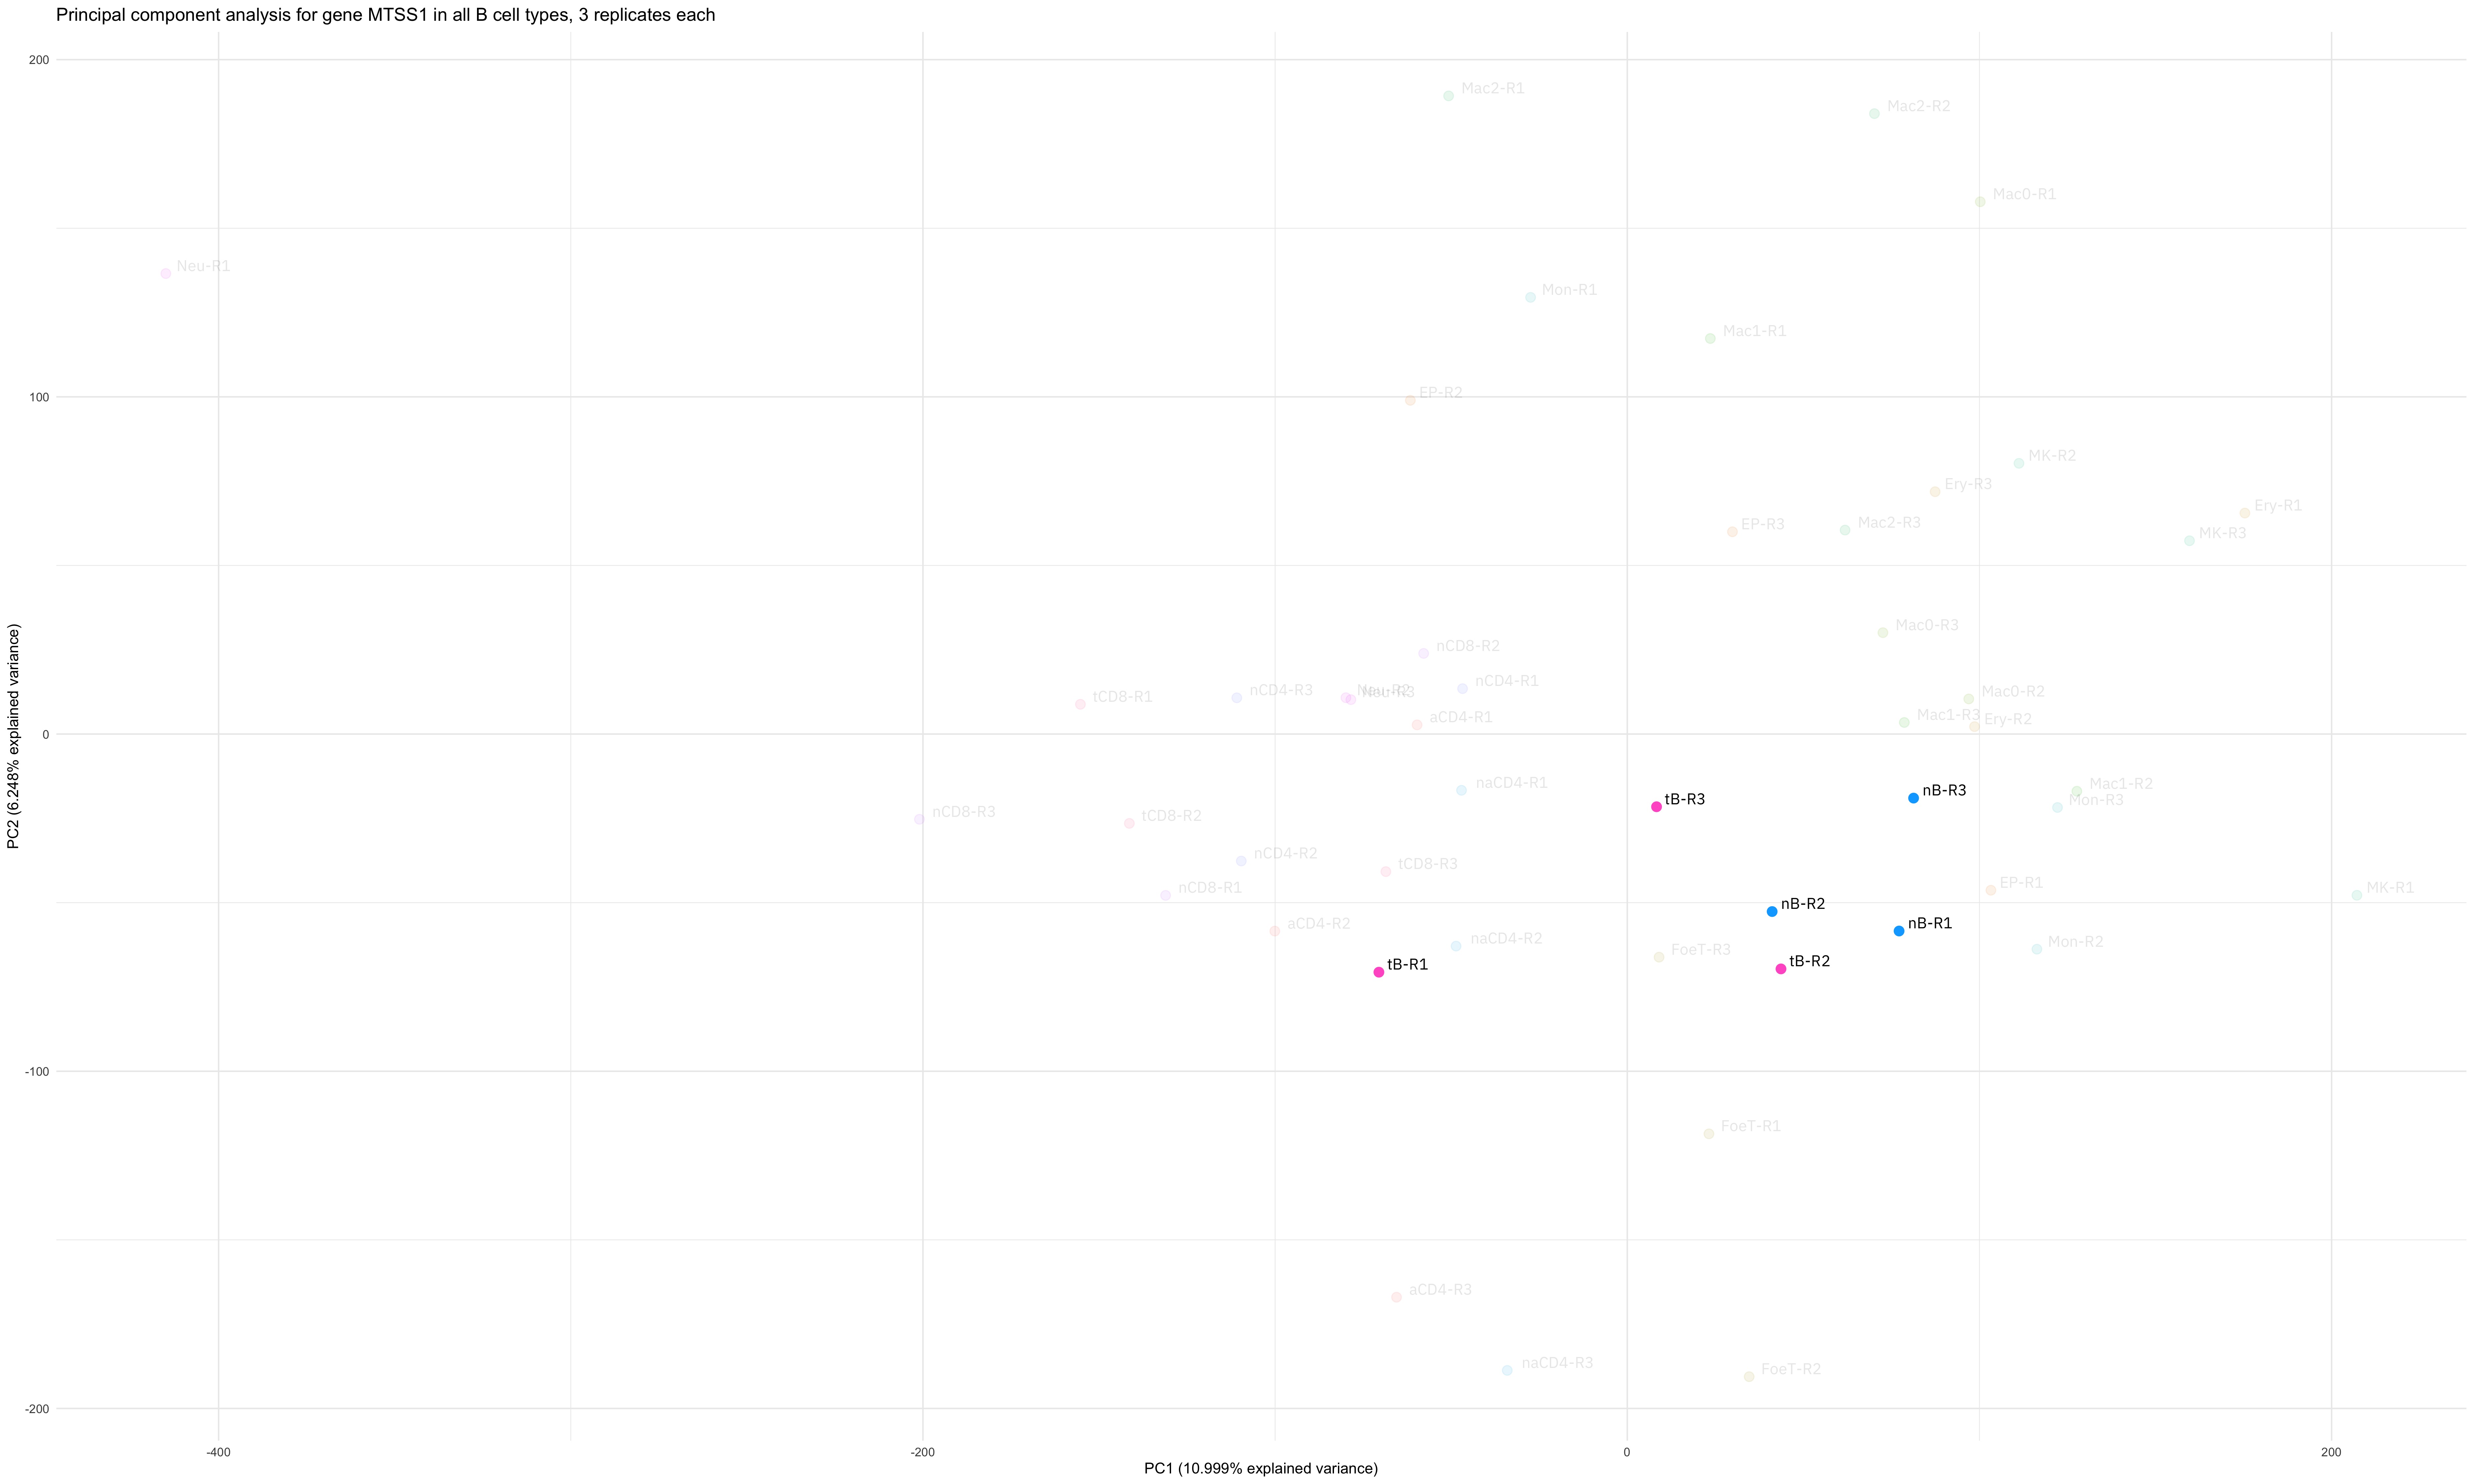 Principal component analysis for gene MTSS1 in all B cell types, 3 replicates each
200
Mac2-R1
Mac2-R2
Mac0-R1
Neu-R1
Mon-R1
Mac1-R1
100
EP-R2
MK-R2
Ery-R3
Ery-R1
EP-R3
Mac2-R3
MK-R3
Mac0-R3
nCD8-R2
nCD4-R1
tCD8-R1
nCD4-R3
Neu-R2
Neu-R3
Mac0-R2
aCD4-R1
Mac1-R3
Ery-R2
0
naCD4-R1
Mac1-R2
nB-R3
tB-R3
Mon-R3
nCD8-R3
tCD8-R2
nCD4-R2
tCD8-R3
nCD8-R1
EP-R1
MK-R1
nB-R2
aCD4-R2
nB-R1
naCD4-R2
Mon-R2
FoeT-R3
tB-R1
tB-R2
-100
FoeT-R1
aCD4-R3
naCD4-R3
FoeT-R2
-200
-400
-200
0
200
PC1 (10.999% explained variance)
PC2 (6.248% explained variance)